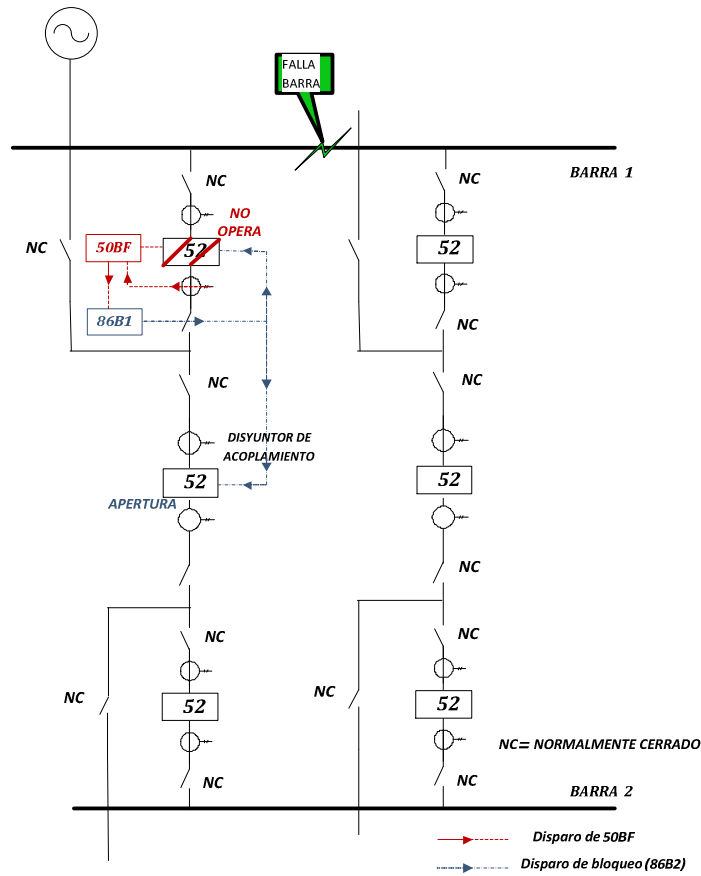 FALLA
BARRA
BARRA 1
NC
NC
NO
OPERA
NC
50BF
52
52
86B1
NC
NC
NC
DISYUNTOR DE
ACOPLAMIENTO
52
52
APERTURA
NC
NC
NC
NC
NC
52
52
NC = NORMALMENTE CERRADO
NC
NC
BARRA 2
Disparo de 50BF
Disparo de bloqueo (86B2)